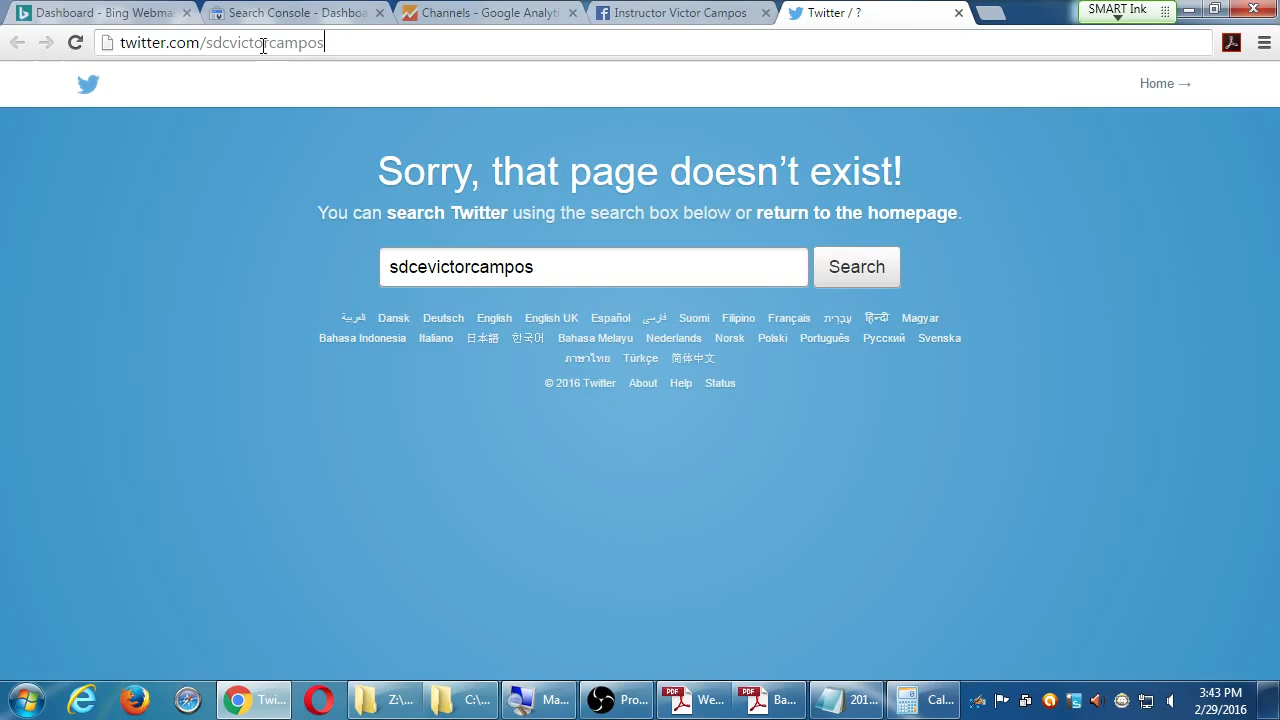 Dashboard - Bing Webmas
Search Console - Dashboa
Channels - Google Analyti
Instructor Victor Campos
Twitter / ?
SMART Ink
twitter.com/sdcvictorcampos
Home →
Sorry, that page doesn’t exist!
You can search Twitter using the search box below or return to the homepage.
sdcevictorcampos
Search
العربية Dansk Deutsch English English UK Español فارسی Suomi Filipino Français עִבְרִית हिन्दी Magyar
Bahasa Indonesia Italiano 日本語 한국어 Bahasa Melayu Nederlands Norsk Polski Português Русский Svenska
ภาษาไทย Türkçe 简体中文
© 2016 Twitter About Help Status
Twi...
Z:\...
C:\...
Ma...
Pro...
PDF
We...
PDF
Ba...
201...
Cal...
3:43 PM
2/29/2016